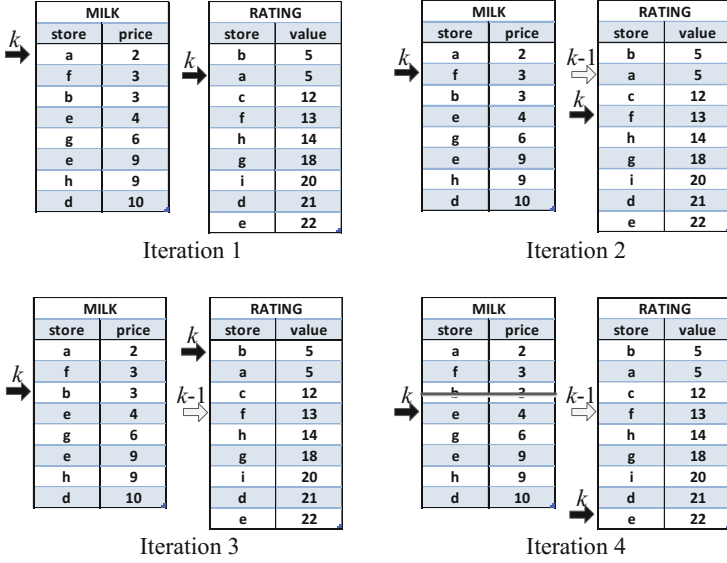 MILK
store price
a 2
f 3
b 3
e 4
g 6
e 9
h 9
d 10
k
RATING
store value
b 5
a 5
c 12
f 13
h 14
g 18
i 20
d 21
e 22
k
Iteration 1
MILK
store price
a 2
f 3
b 3
e 4
g 6
e 9
h 9
d 10
k
RATING
store value
b 5
a 5
c 12
f 13
h 14
g 18
i 20
d 21
e 22
k-1
k
Iteration 2
MILK
store price
a 2
f 3
b 3
e 4
g 6
e 9
h 9
d 10
k
RATING
store value
b 5
a 5
c 12
f 13
h 14
g 18
i 20
d 21
e 22
k
k-1
Iteration 3
MILK
store price
a 2
f 3
b 3
e 4
g 6
e 9
h 9
d 10
k
RATING
store value
b 5
a 5
c 12
f 13
h 14
g 18
i 20
d 21
e 22
k-1
k
Iteration 4